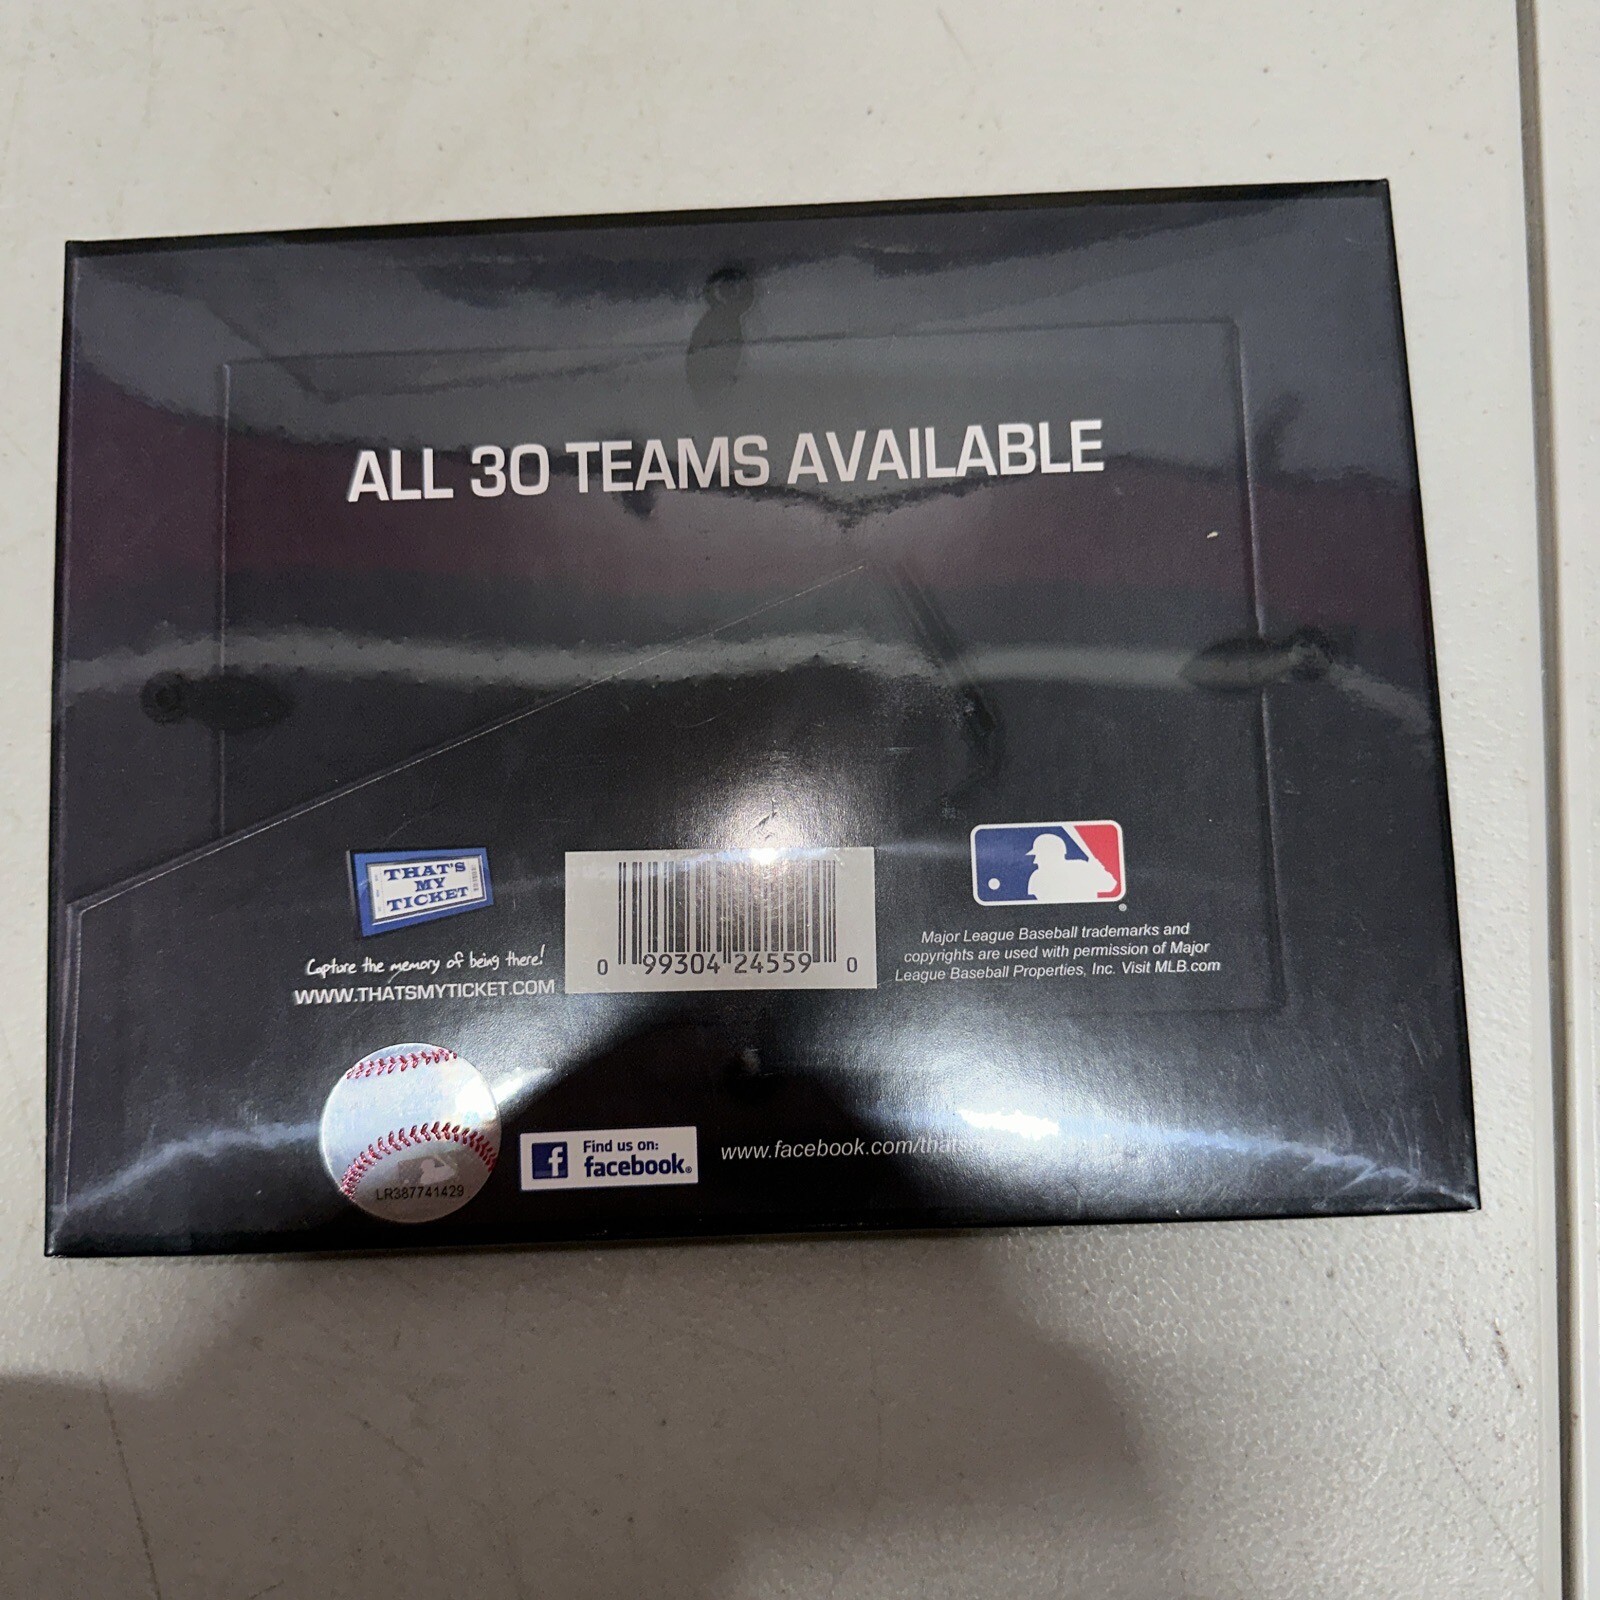 ALL 30 TEAMS AVAILABLE
THAT'S
MY
TICKET
Capture the memory of being there!
WWW.THATSMYTICKET.COM
0 99304 24559 0
Major League Baseball trademarks and
copyrights are used with permission of Major
League Baseball Properties, Inc. Visit MLB.com
LR387741429
f Find us on:
facebook®
www.facebook.com/thats